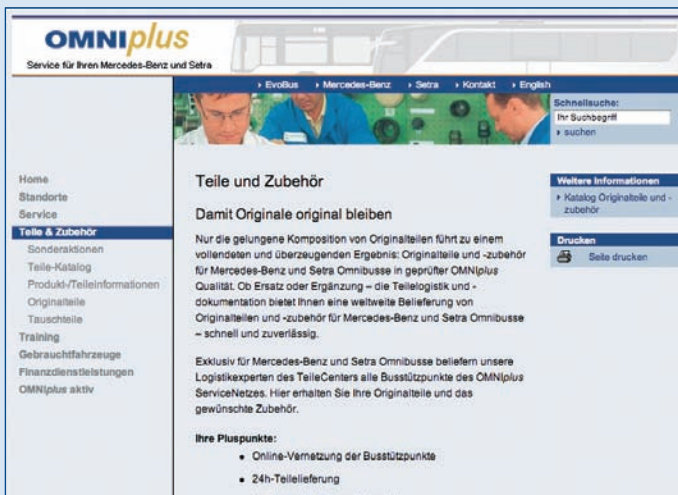 OMNIplus
Service für Ihren Mercedes-Benz und Setra
EvoBus
Mercedes-Benz
Setra
Kontakt
English
Schnellsuche:
Ihr Suchbegriff
suchen
Home
Standorte
Service
Teile & Zubehör
Sonderaktionen
Teile-Katalog
Produkt-/Teileinformationen
Originalteile
Tauschteile
Training
Gebrauchtfahrzeuge
Finanzdienstleistungen
OMNIplus aktiv
Teile und Zubehör
Damit Originale original bleiben
Nur die gelungene Komposition von Originalteilen führt zu einem
vollendeten und überzeugenden Ergebnis: Originalteile und -zubehör
für Mercedes-Benz und Setra Omnibusse in geprüfter OMNIplus
Qualität. Ob Ersatz oder Ergänzung – die Teilelogistik und -
dokumentation bietet Ihnen eine weltweite Belieferung von
Originalteilen und -zubehör für Mercedes-Benz und Setra Omnibusse
– schnell und zuverlässig.
Exklusiv für Mercedes-Benz und Setra Omnibusse beliefern unsere
Logistikexperten des TeileCenters alle Busstützpunkte des OMNIplus
ServiceNetzes. Hier erhalten Sie Ihre Originalteile und das
gewünschte Zubehör.
Ihre Pluspunkte:
• Online-Vernetzung der Busstützpunkte
• 24h-Teilelieferung
Weitere Informationen
Katalog Originalteile und -
zubehör
Drucken
Seite drucken